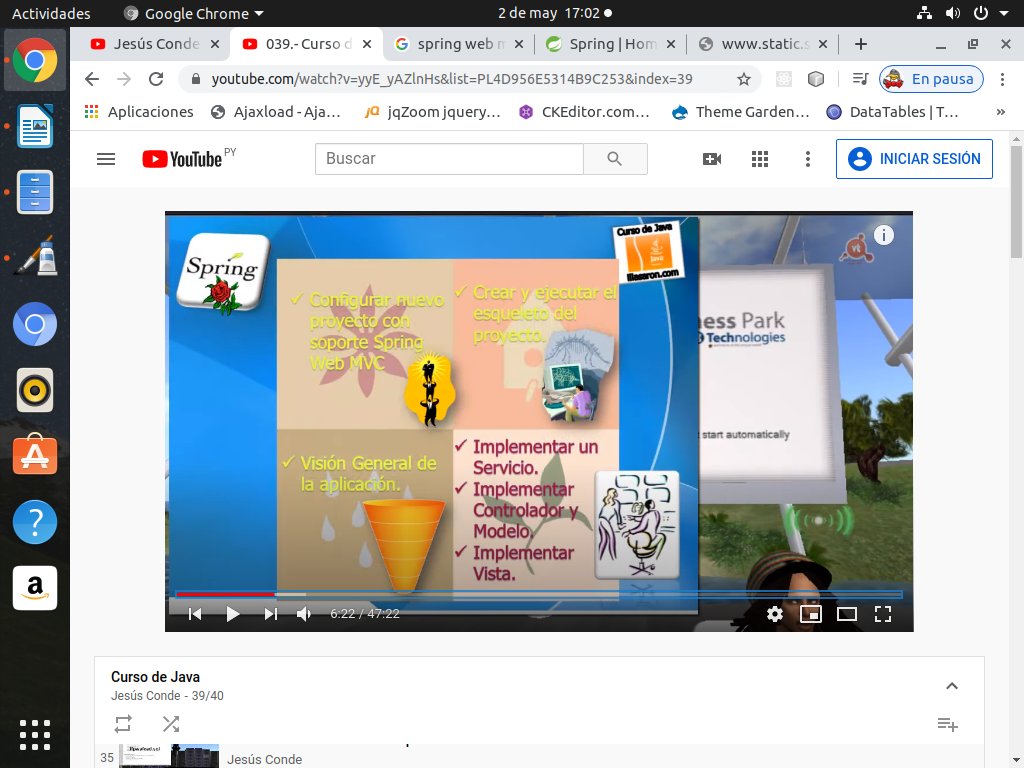 Actividades
Google Chrome
2 de may 17:02
Jesús Conde
039.- Curso d
spring web m
Spring | Hom
www.static.s
youtube.com/watch?v=yyE_yAZlnHs&list=PL4D956E5314B9C253&index=39
En pausa
Aplicaciones
Ajaxload - Aja...
jqZoom jquery...
CKEditor.com...
Theme Garden...
DataTables | T...
»
YouTube PY
Buscar
INICIAR SESIÓN
Spring
Curso de Java
Java
illasaron.com
Configurar nuevo
proyecto con
soporte Spring
Web MVC
Crear y ejecutar el
esqueleto del
proyecto.
Visión General de
la aplicación.
Implementar un
Servicio.
Implementar
Controlador y
Modelo.
Implementar
Vista.
vt
ness Park
Technologies
start automatically
6:22 / 47:22
Curso de Java
Jesús Conde - 39/40
35
Jesús Conde